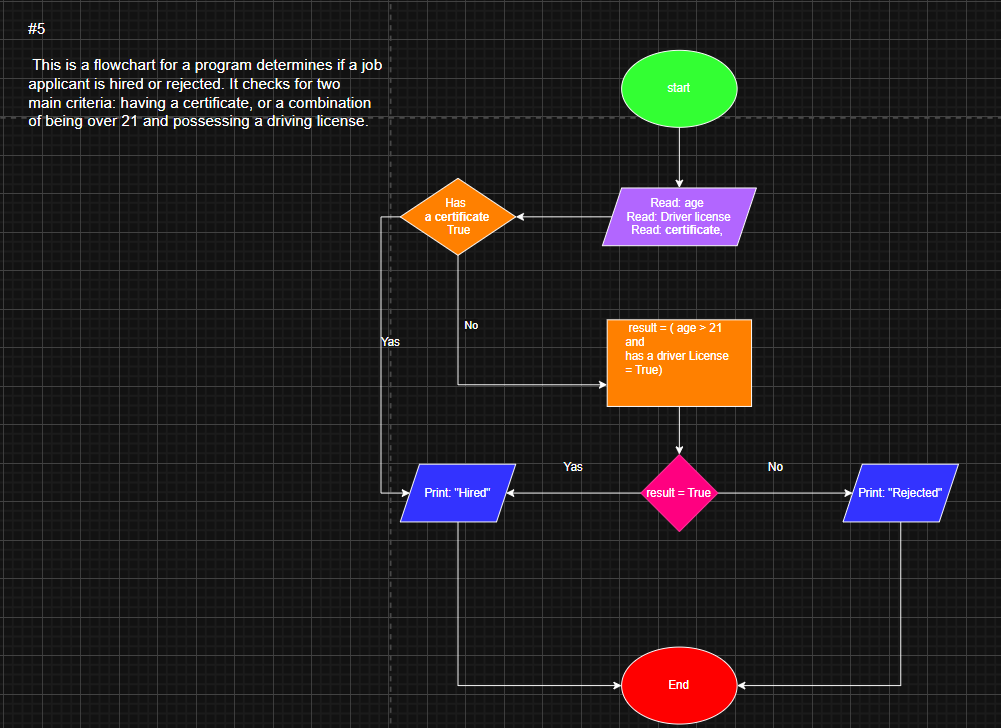 #5
This is a flowchart for a program determines if a job
applicant is hired or rejected. It checks for two
main criteria: having a certificate, or a combination
of being over 21 and possessing a driving license.
start
Has
a certificate
True
Read: age
Read: Driver license
Read: certificate,
No
Yas
result = ( age > 21
and
has a driver License
= True)
Yas
No
Print: "Hired"
result = True
Print: "Rejected"
End